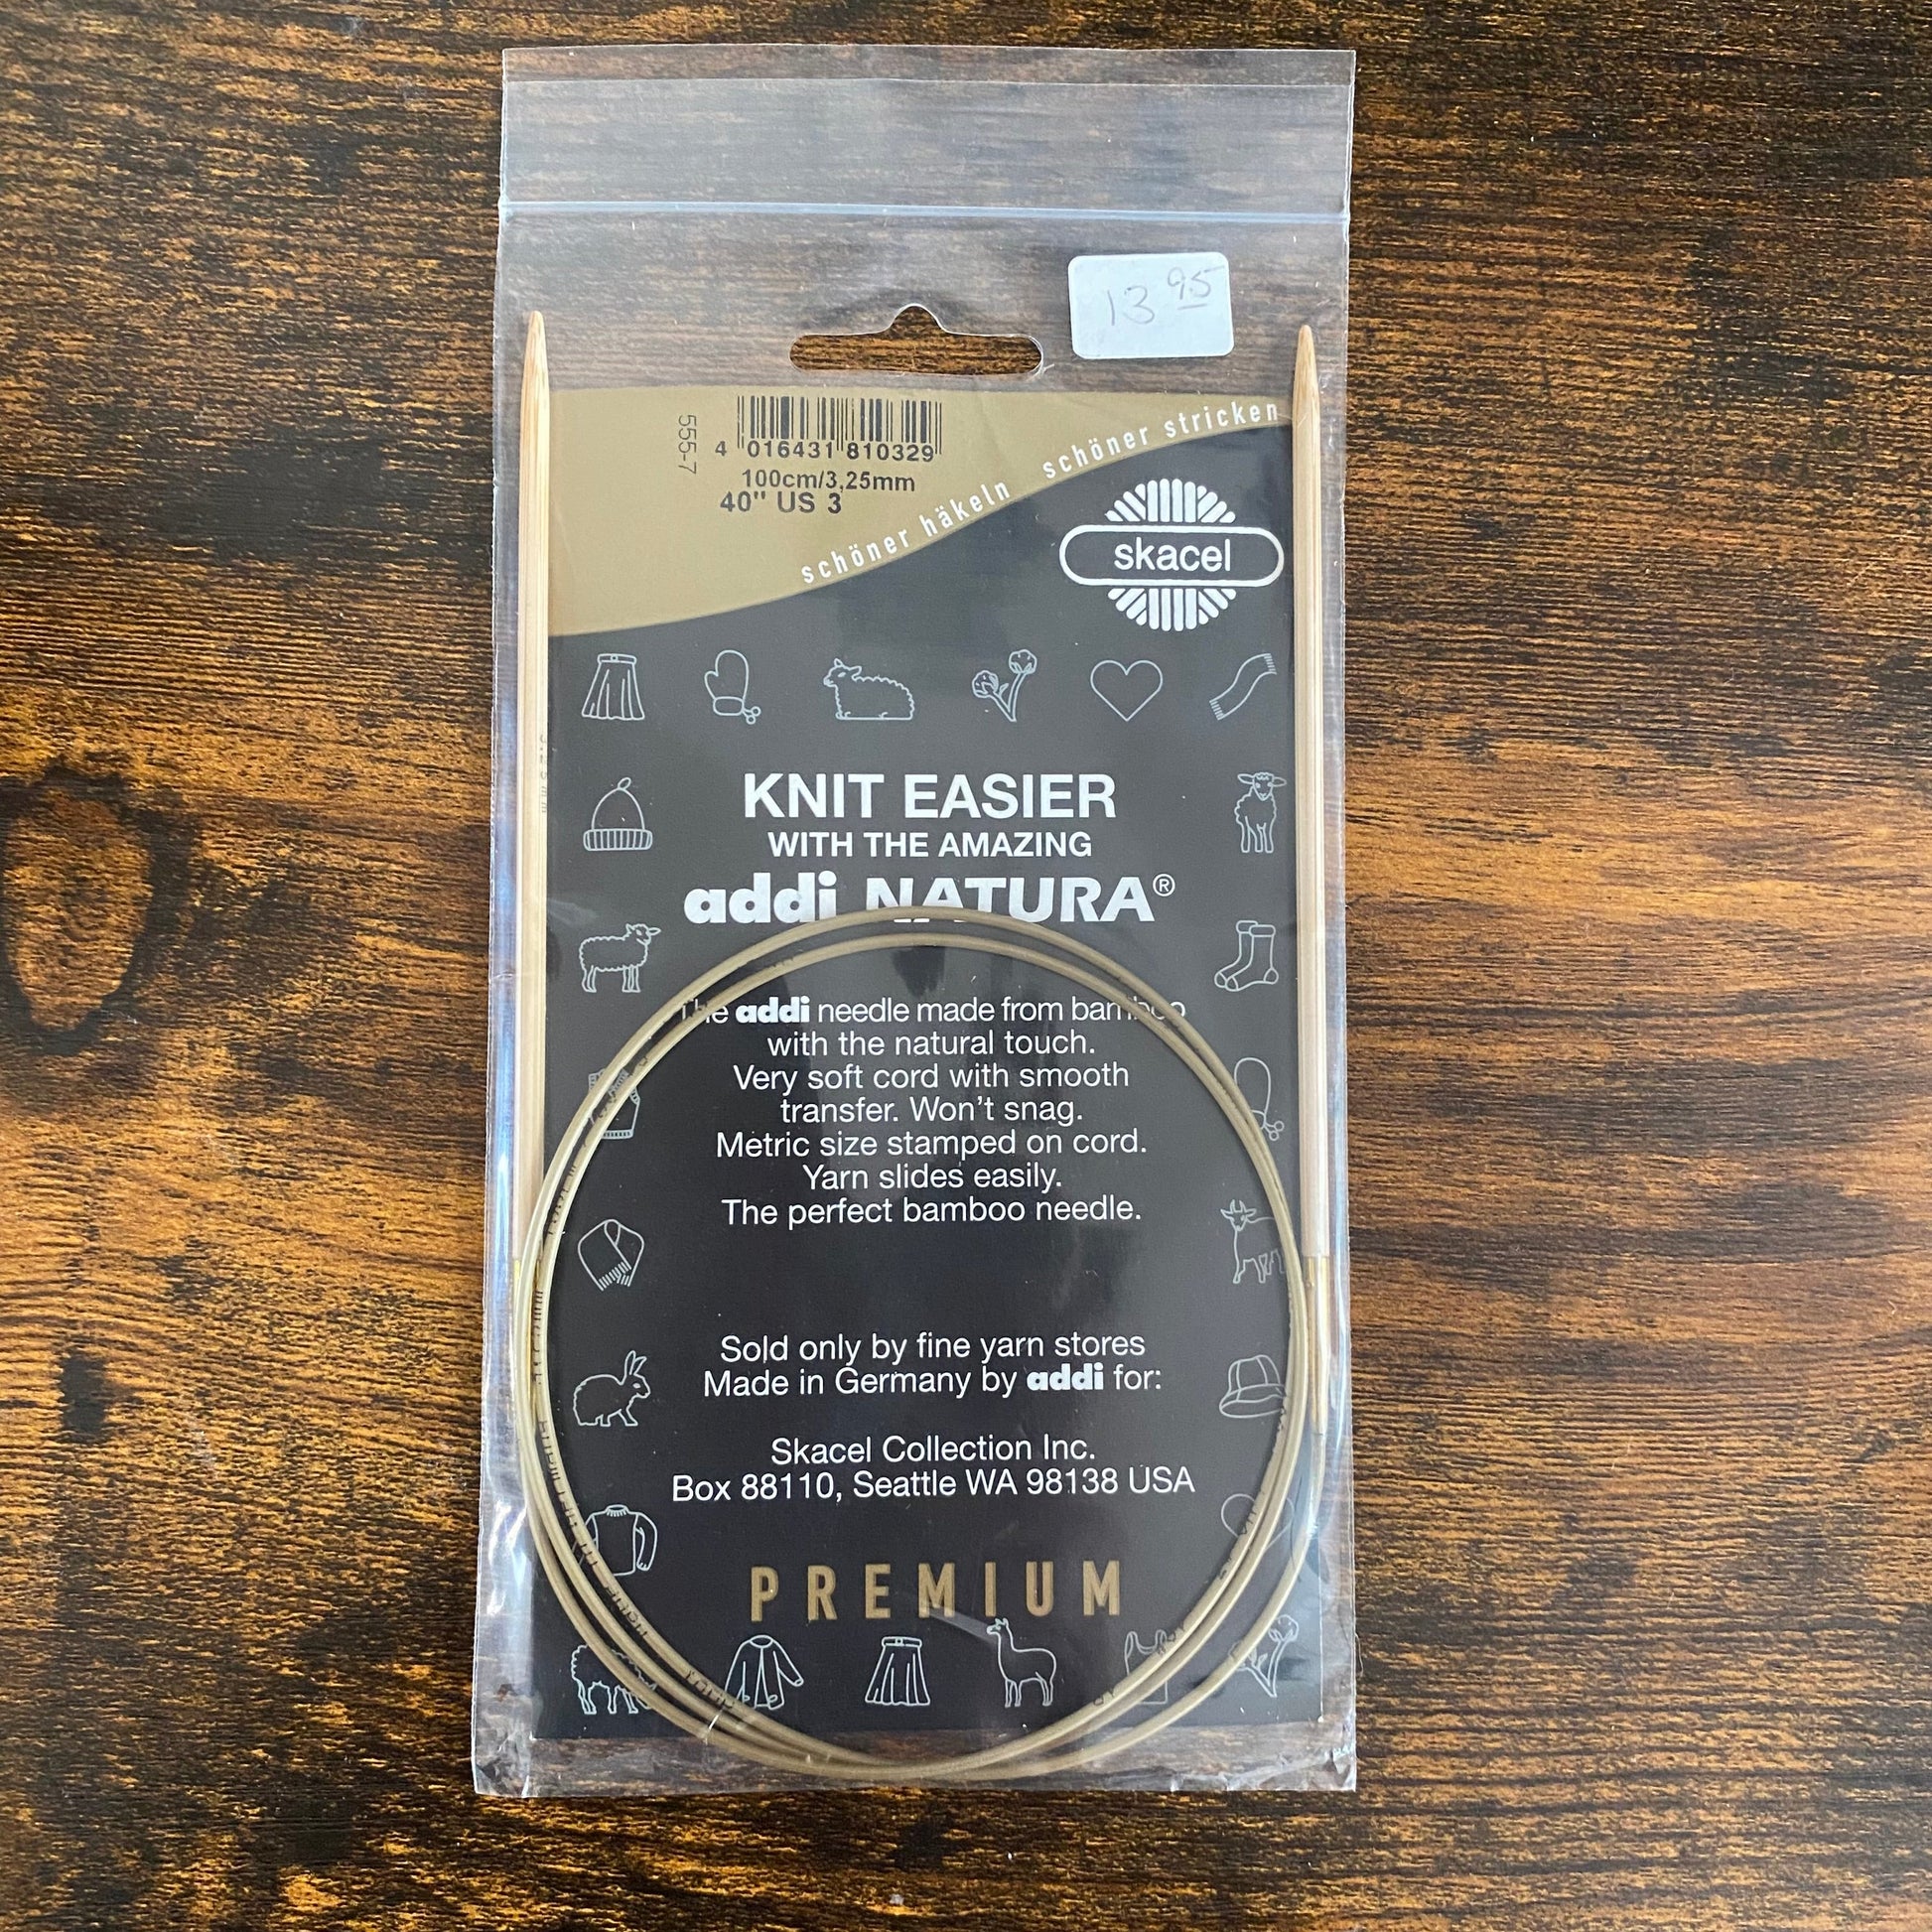 13 95
555-7
4 016431 810329
100cm/3,25mm
40" US 3
schöner häkeln schöner stricken
skacel
KNIT EASIER
WITH THE AMAZING
addi NATURA®
The addi needle made from bamboo
with the natural touch.
Very soft cord with smooth
transfer. Won't snag.
Metric size stamped on cord.
Yarn slides easily.
The perfect bamboo needle.
Sold only by fine yarn stores
Made in Germany by addi for:
Skacel Collection Inc.
Box 88110, Seattle WA 98138 USA
PREMIUM